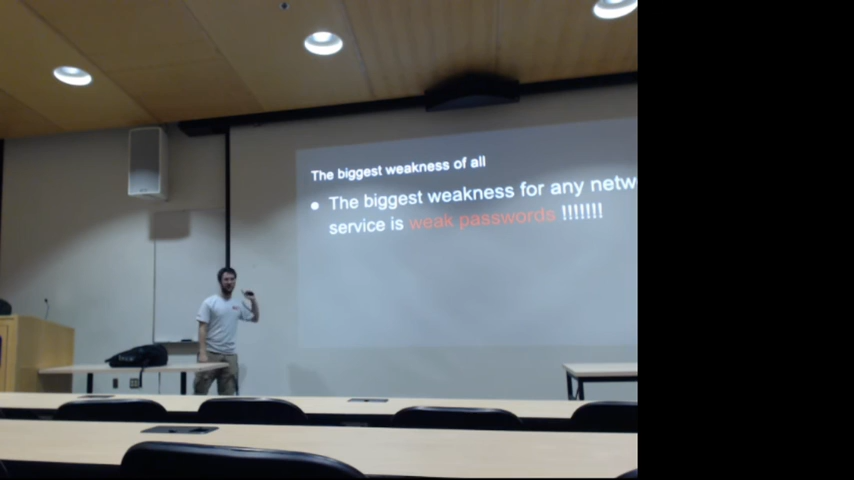 The biggest weakness of all
• The biggest weakness for any netw
service is weak passwords !!!!!!!